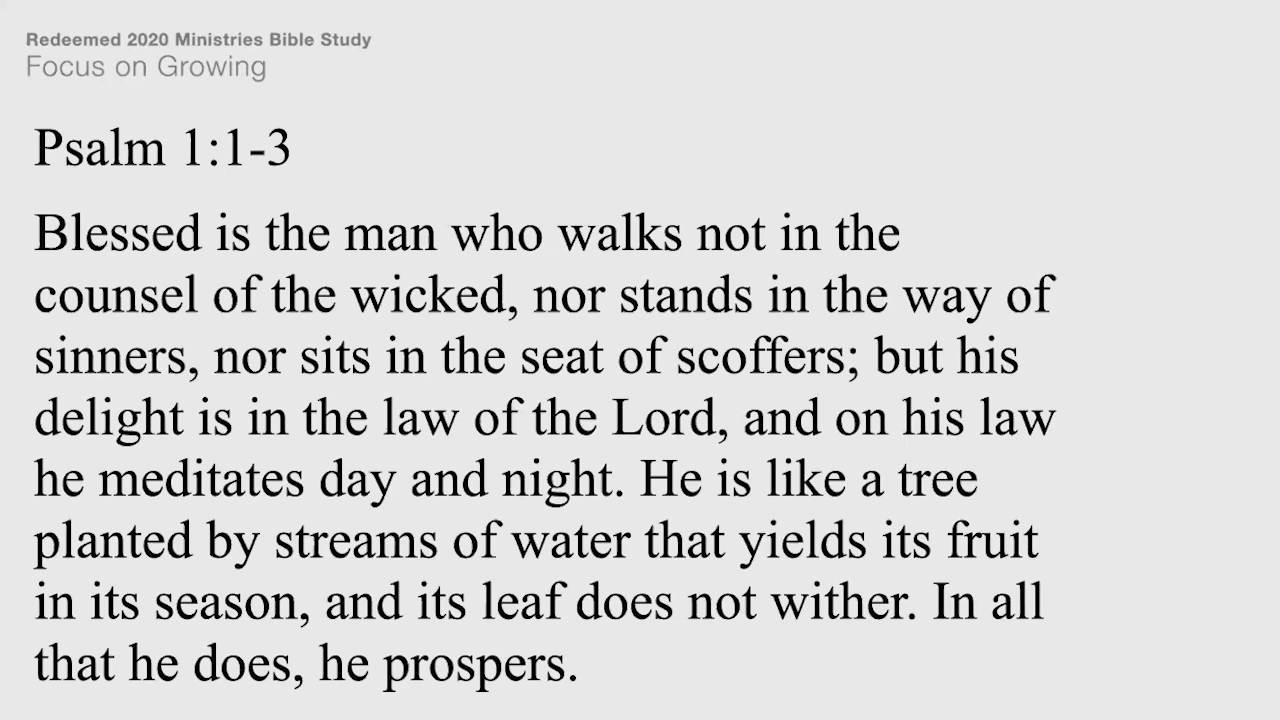 Redeemed 2020 Ministries Bible Study
Focus on Growing
Psalm 1:1-3
Blessed is the man who walks not in the
counsel of the wicked, nor stands in the way of
sinners, nor sits in the seat of scoffers; but his
delight is in the law of the Lord, and on his law
he meditates day and night. He is like a tree
planted by streams of water that yields its fruit
in its season, and its leaf does not wither. In all
that he does, he prospers.